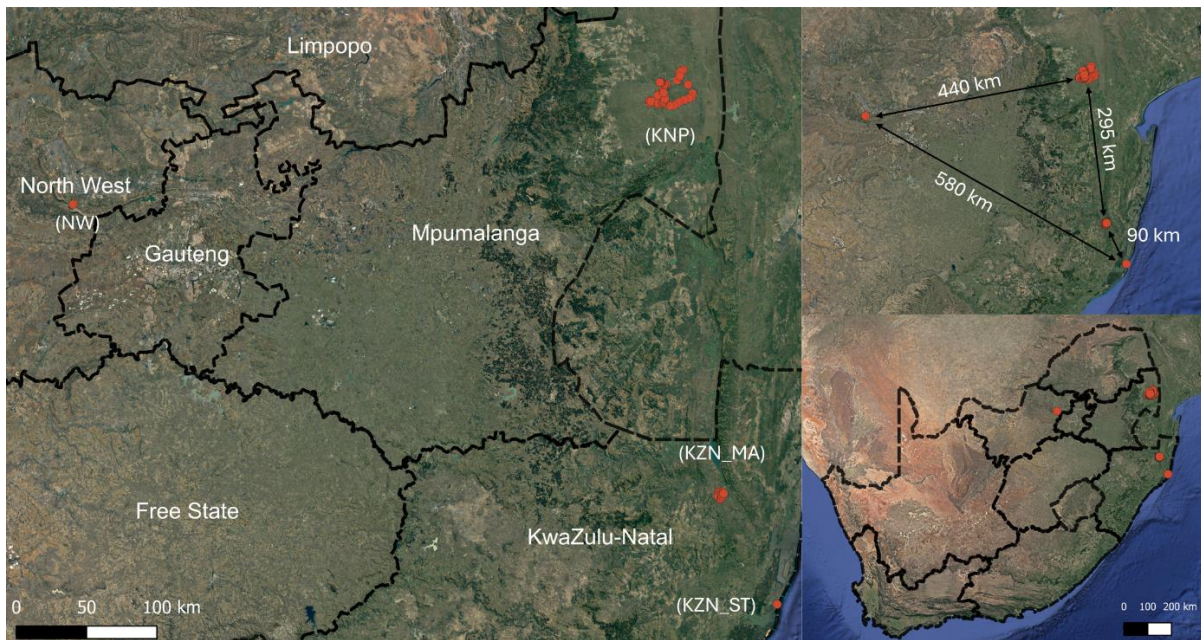 Limpopo
(KNP)
North West
(NW)
Mpumalanga
Gauteng
(KZN_MA)
Free State
KwaZulu-Natal
(KZN_ST)
0 50 100 km
440 km
295 km
580 km
90 km
0 100 200 km